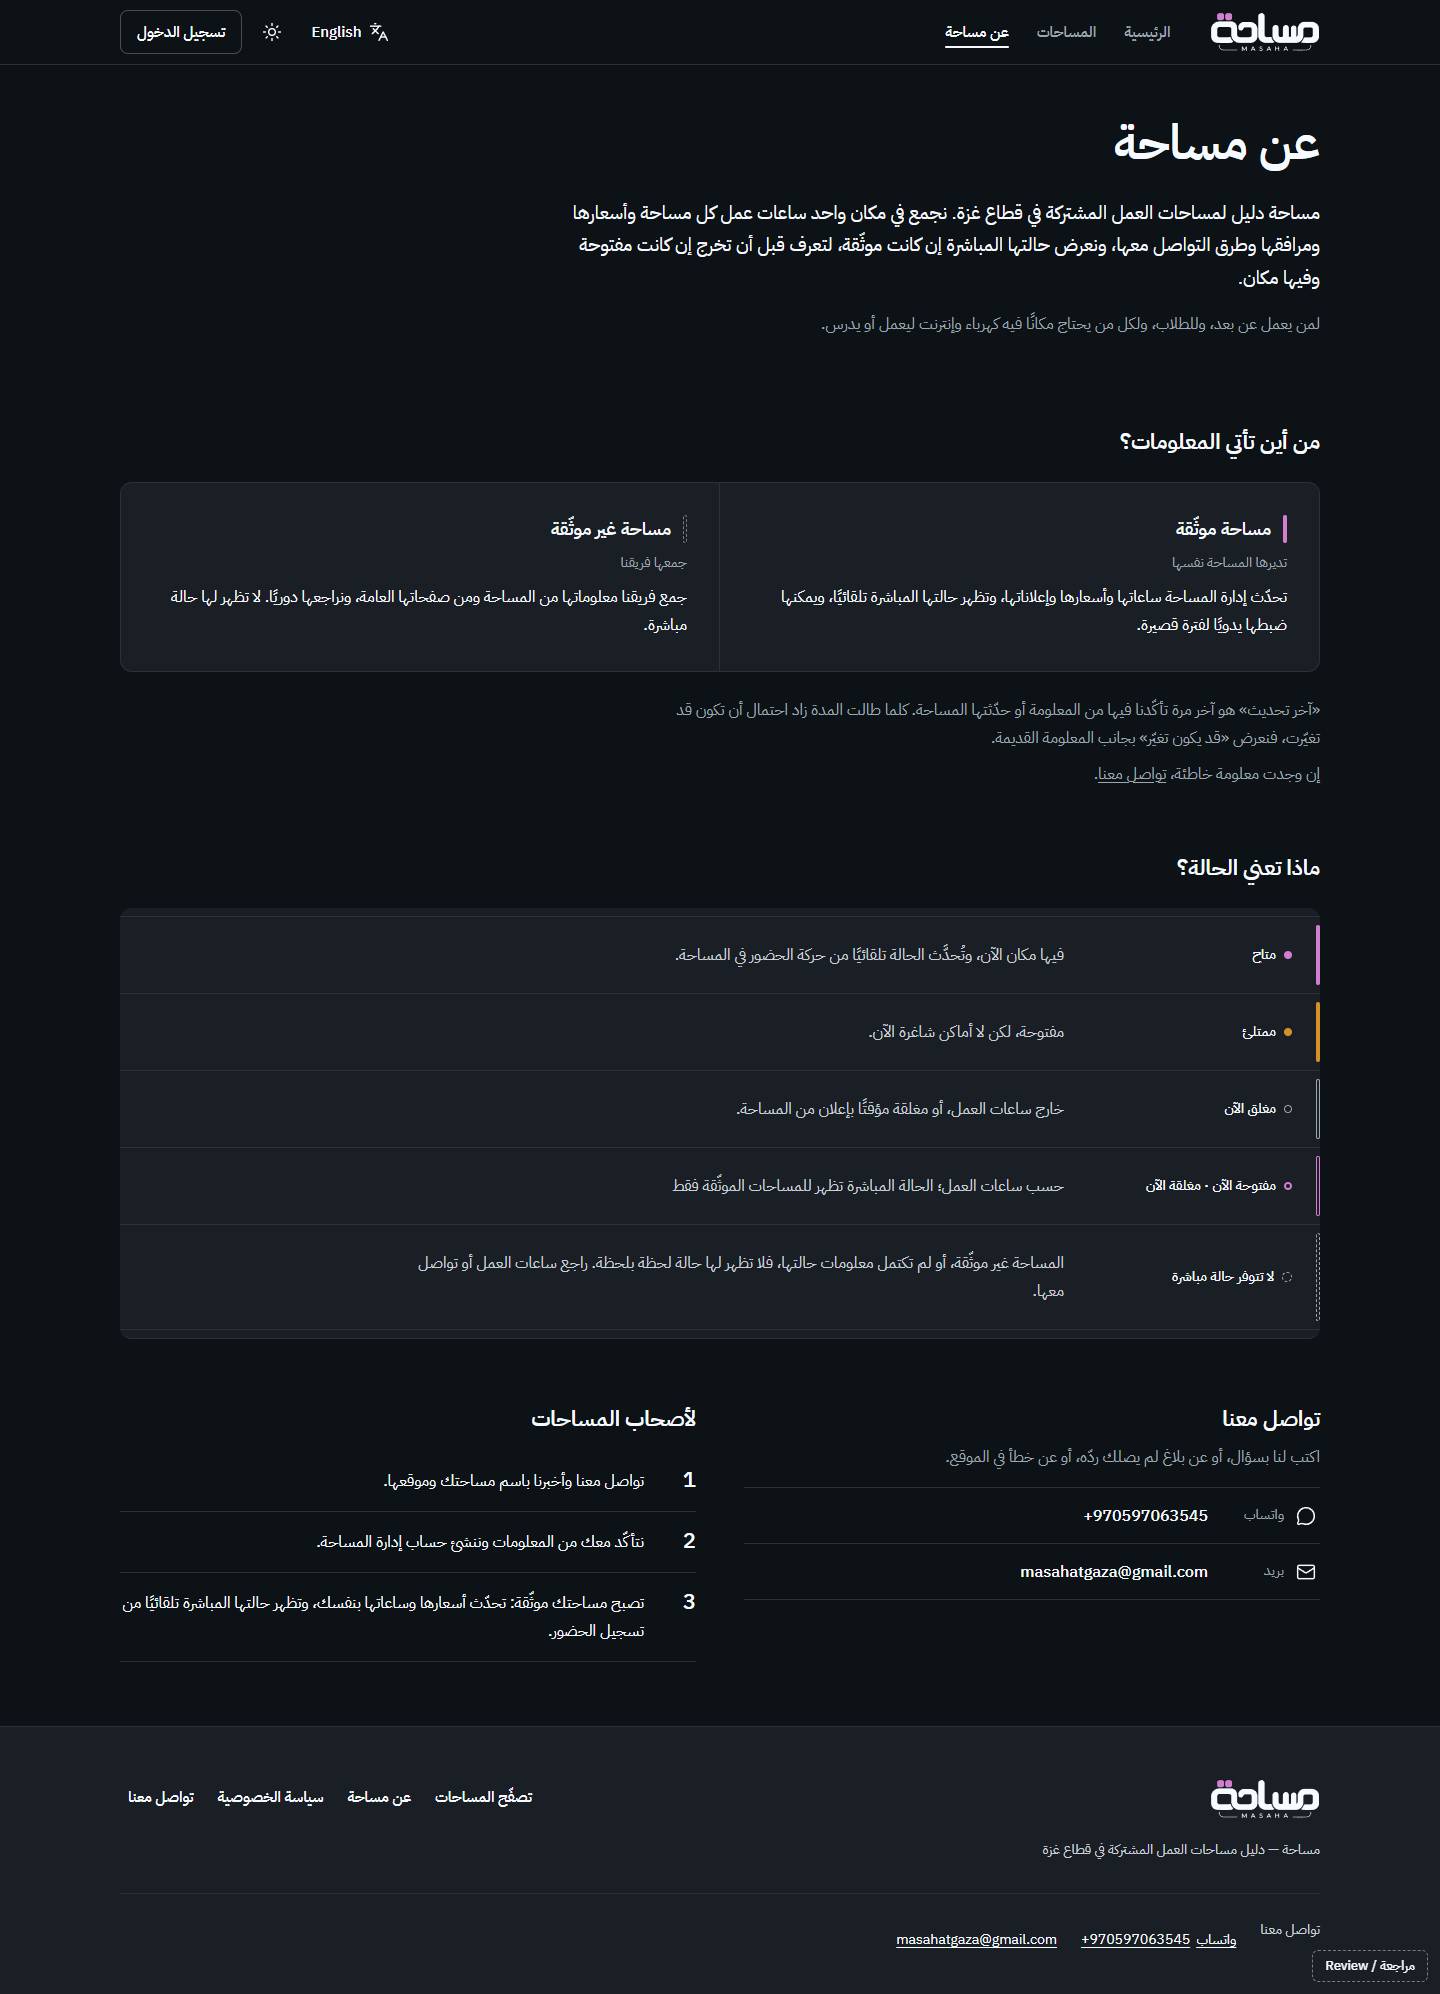 مساحة
MASAHA
الرئيسية
المساحات
عن مساحة
English
تسجيل الدخول
عن مساحة
مساحة دليل لمساحات العمل المشتركة في قطاع غزة. نجمع في مكان واحد ساعات عمل كل مساحة وأسعارها
ومرافقها وطرق التواصل معها، ونعرض حالتها المباشرة إن كانت موثّقة، لتعرف قبل أن تخرج إن كانت مفتوحة
وفيها مكان.
لمن يعمل عن بعد، وللطلاب، ولكل من يحتاج مكانًا فيه كهرباء وإنترنت ليعمل أو يدرس.
من أين تأتي المعلومات؟
مساحة موثّقة
تديرها المساحة نفسها
تحدّث إدارة المساحة ساعاتها وأسعارها وإعلاناتها، وتظهر حالتها المباشرة تلقائيًا، ويمكنها
ضبطها يدويًا لفترة قصيرة.
مساحة غير موثّقة
جمعها فريقنا
جمع فريقنا معلوماتها من المساحة ومن صفحاتها العامة، ونراجعها دوريًا. لا تظهر لها حالة
مباشرة.
«آخر تحديث» هو آخر مرة تأكّدنا فيها من المعلومة أو حدّثتها المساحة. كلما طالت المدة زاد احتمال أن تكون قد
تغيّرت، فنعرض «قد يكون تغيّر» بجانب المعلومة القديمة.
إن وجدت معلومة خاطئة، تواصل معنا.
ماذا تعني الحالة؟
متاح
فيها مكان الآن، وتُحدَّث الحالة تلقائيًا من حركة الحضور في المساحة.
ممتلئ
مفتوحة، لكن لا أماكن شاغرة الآن.
مغلق الآن
خارج ساعات العمل، أو مغلقة مؤقتًا بإعلان من المساحة.
مفتوحة الآن · مغلقة الآن
حسب ساعات العمل؛ الحالة المباشرة تظهر للمساحات الموثّقة فقط
لا تتوفر حالة مباشرة
المساحة غير موثّقة، أو لم تكتمل معلومات حالتها، فلا تظهر لها حالة لحظة بلحظة. راجع ساعات العمل أو تواصل
معها.
تواصل معنا
اكتب لنا بسؤال، أو عن بلاغ لم يصلك ردّه، أو عن خطأ في الموقع.
واتساب
+970597063545
بريد
masahatgaza@gmail.com
لأصحاب المساحات
1 تواصل معنا وأخبرنا باسم مساحتك وموقعها.
2 نتأكّد معك من المعلومات وننشئ حساب إدارة المساحة.
3 تصبح مساحتك موثّقة: تحدّث أسعارها وساعاتها بنفسك، وتظهر حالتها المباشرة تلقائيًا من
تسجيل الحضور.
مساحة
MASAHA
مساحة — دليل مساحات العمل المشتركة في قطاع غزة
تصفّح المساحات
عن مساحة
سياسة الخصوصية
تواصل معنا
تواصل معنا
واتساب +970597063545
masahatgaza@gmail.com
مراجعة / Review